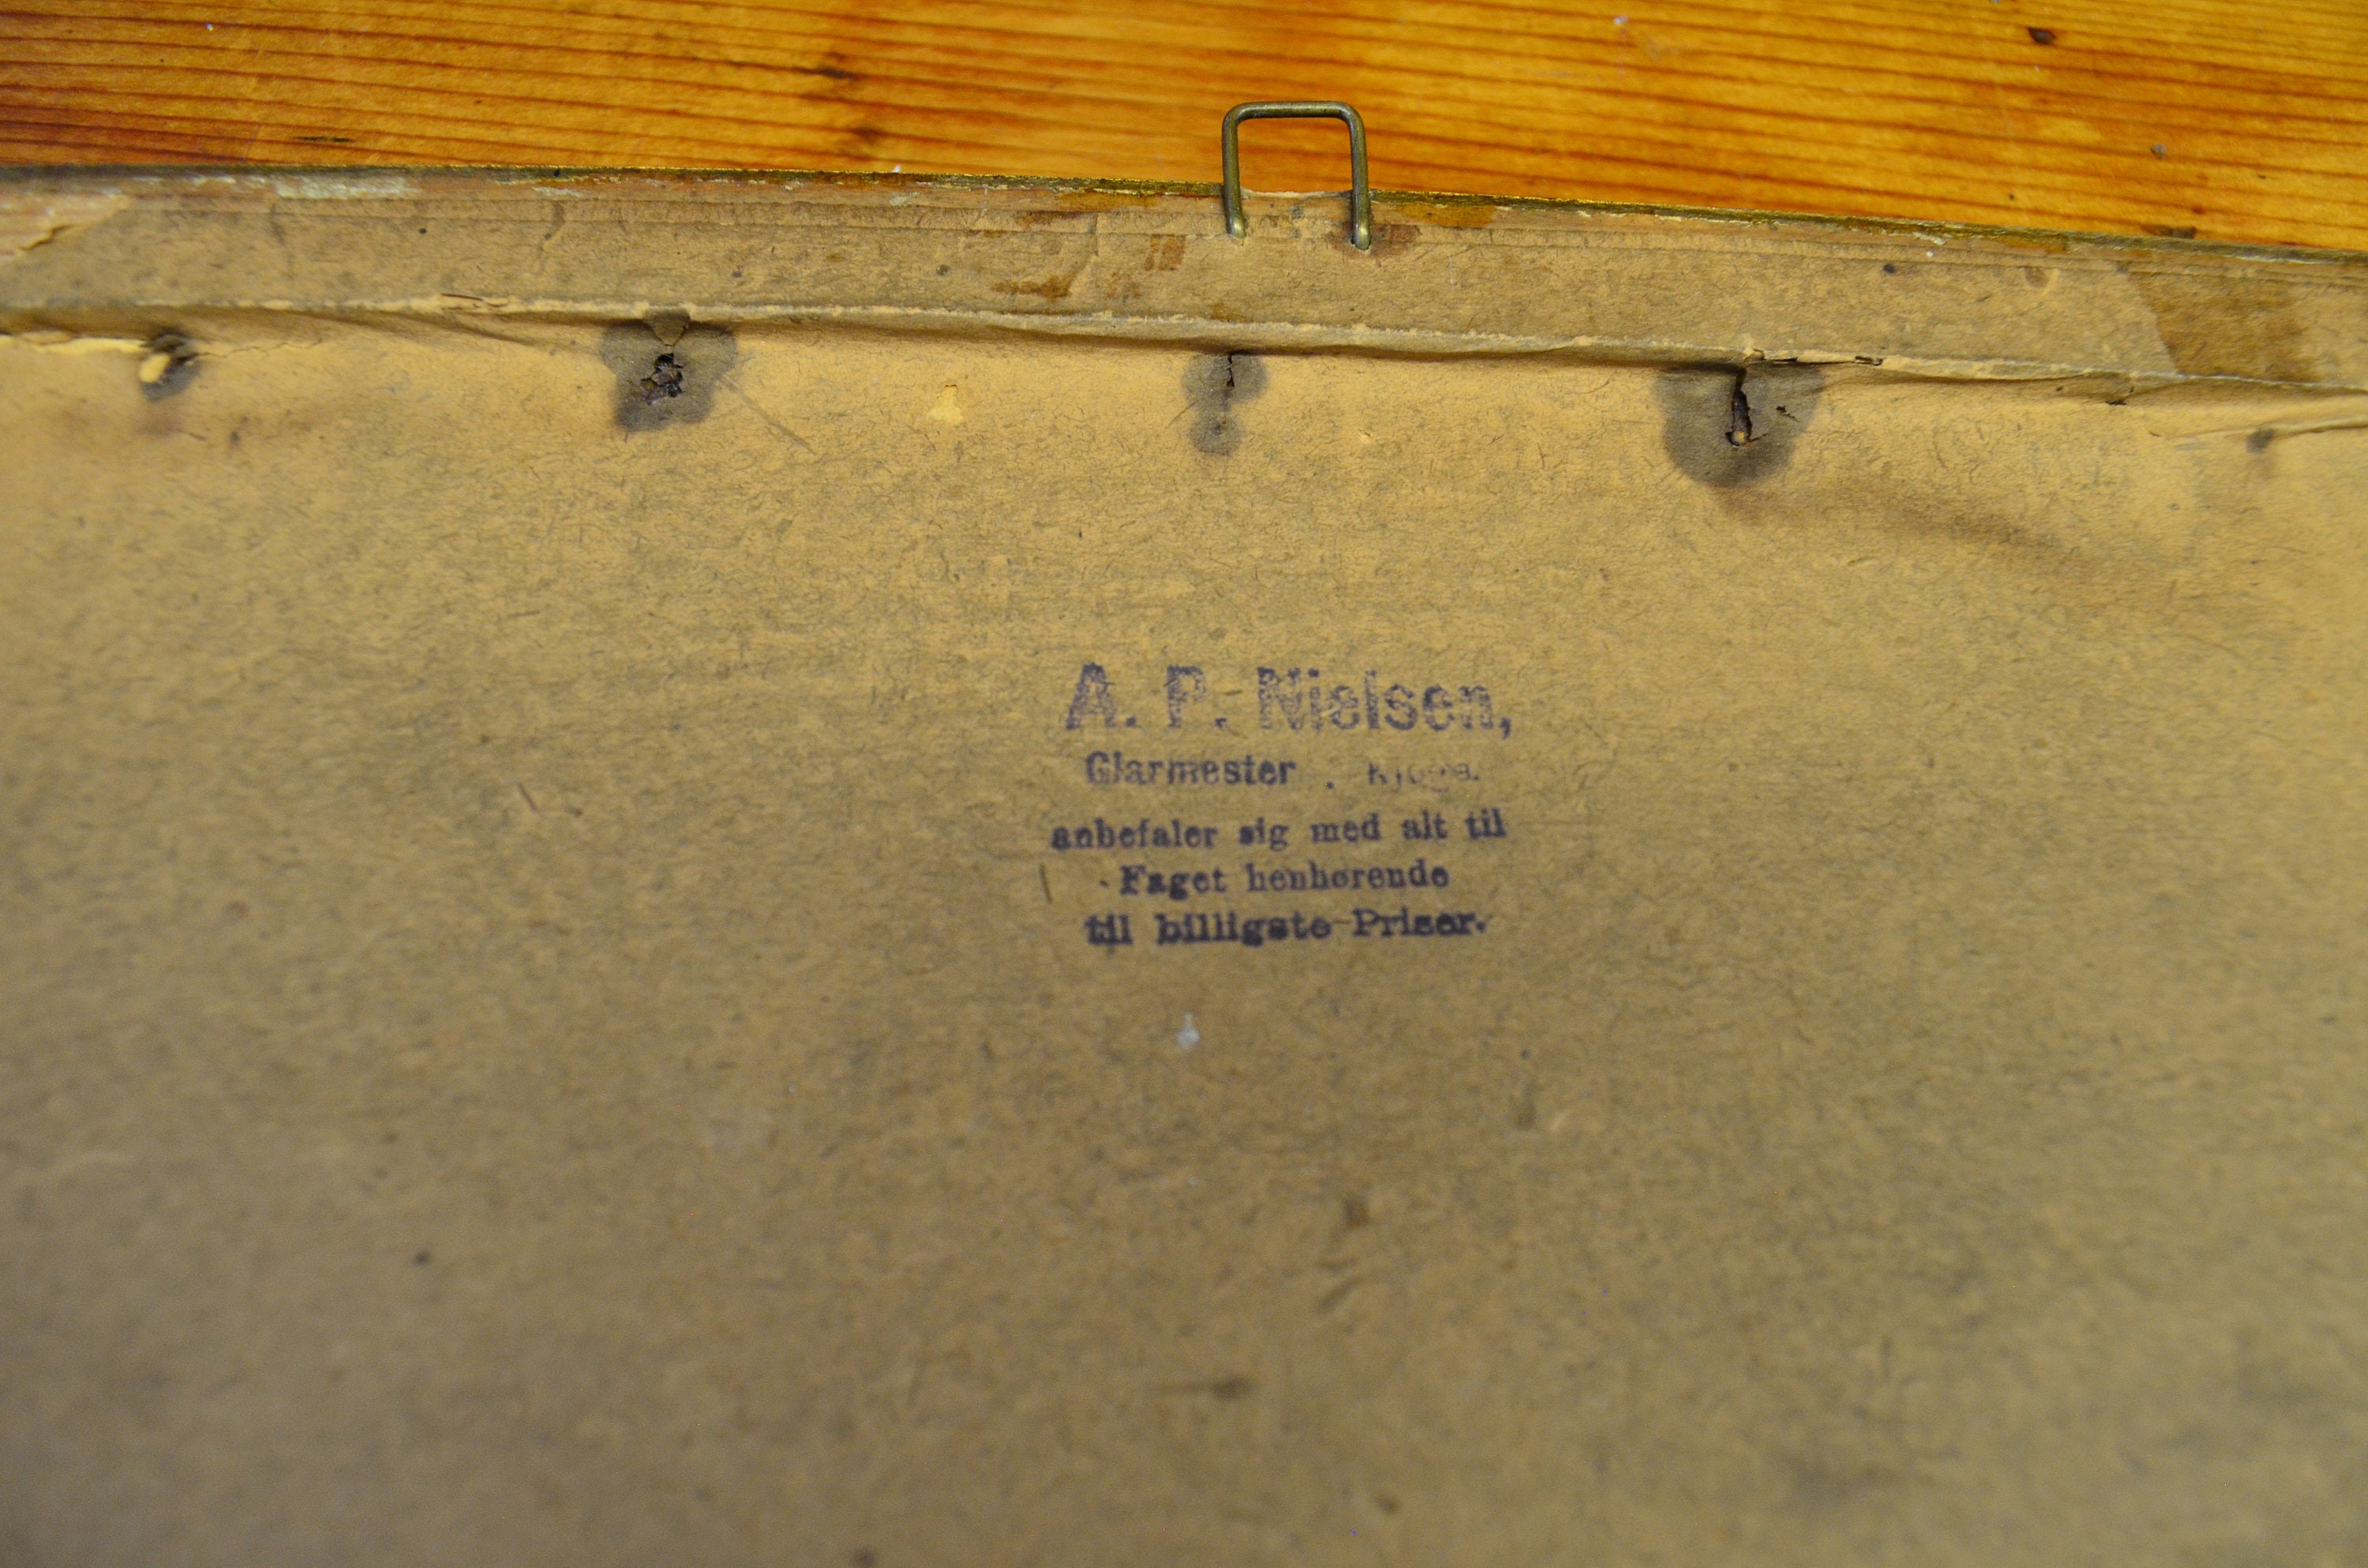 A. P. Nielsen,
Glarmester .
anbefaler sig med alt til
Faget henhørende
til billigste Priser.